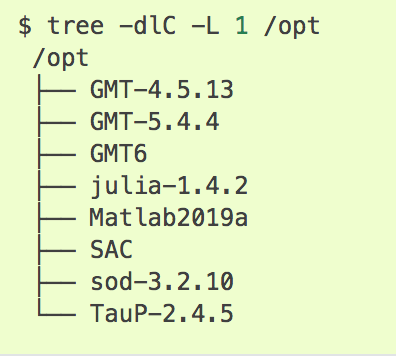 $ tree -dlC -L 1 /opt
/opt
├── GMT-4.5.13
├── GMT-5.4.4
├── GMT6
├── julia-1.4.2
├── Matlab2019a
├── SAC
├── sod-3.2.10
└── TauP-2.4.5